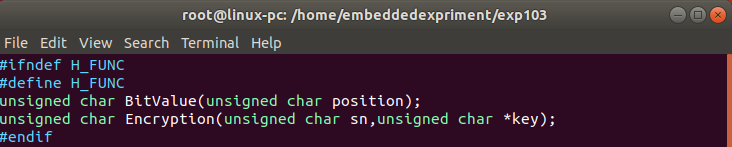 root@linux-pc: /home/embeddedexpriment/exp103
File Edit View Search Terminal Help
#ifndef H_FUNC
#define H_FUNC
unsigned char BitValue(unsigned char position);
unsigned char Encryption(unsigned char sn,unsigned char *key);
#endif